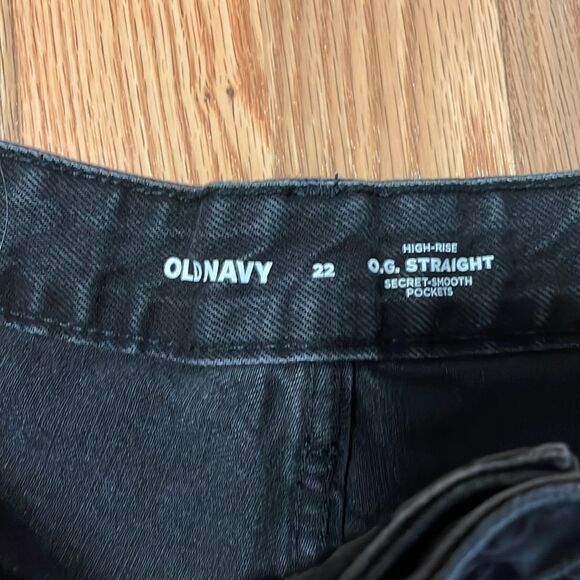 OLDNAVY
22
HIGH-RISE
O.G. STRAIGHT
SECRET-SMOOTH
POCKETS